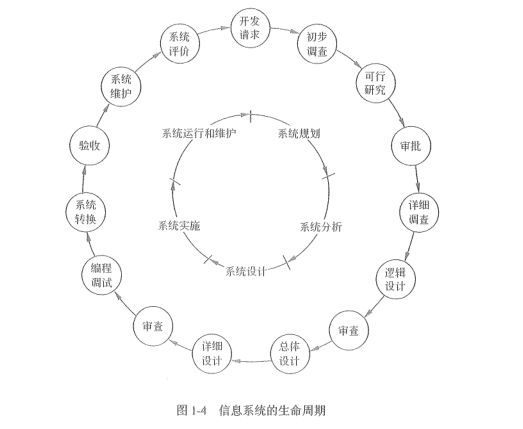 开发
请求
初步
调查
可行
研究
审批
详细
调查
逻辑
设计
审查
总体
设计
详细
设计
审查
编程
调试
系统
转换
验收
系统
维护
系统
评价
系统运行和维护
系统规划
系统分析
系统设计
系统实施
图1-4 信息系统的生命周期